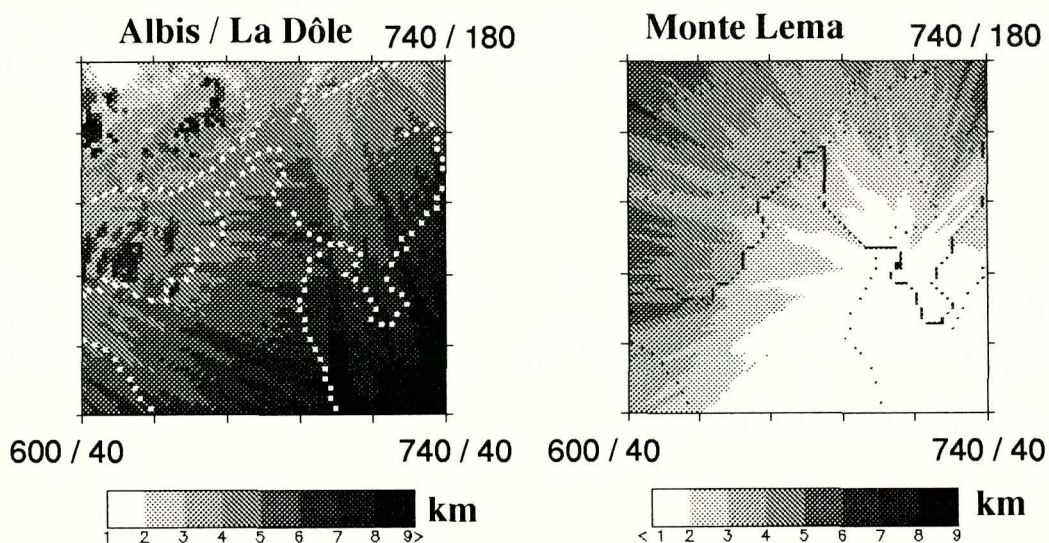 Albis / La Dôle 740 / 180
Monte Lema 740 / 180
600 / 40 740 / 40
600 / 40 740 / 40
km
1 2 3 4 5 6 7 8 9>
km
< 1 2 3 4 5 6 7 8 9